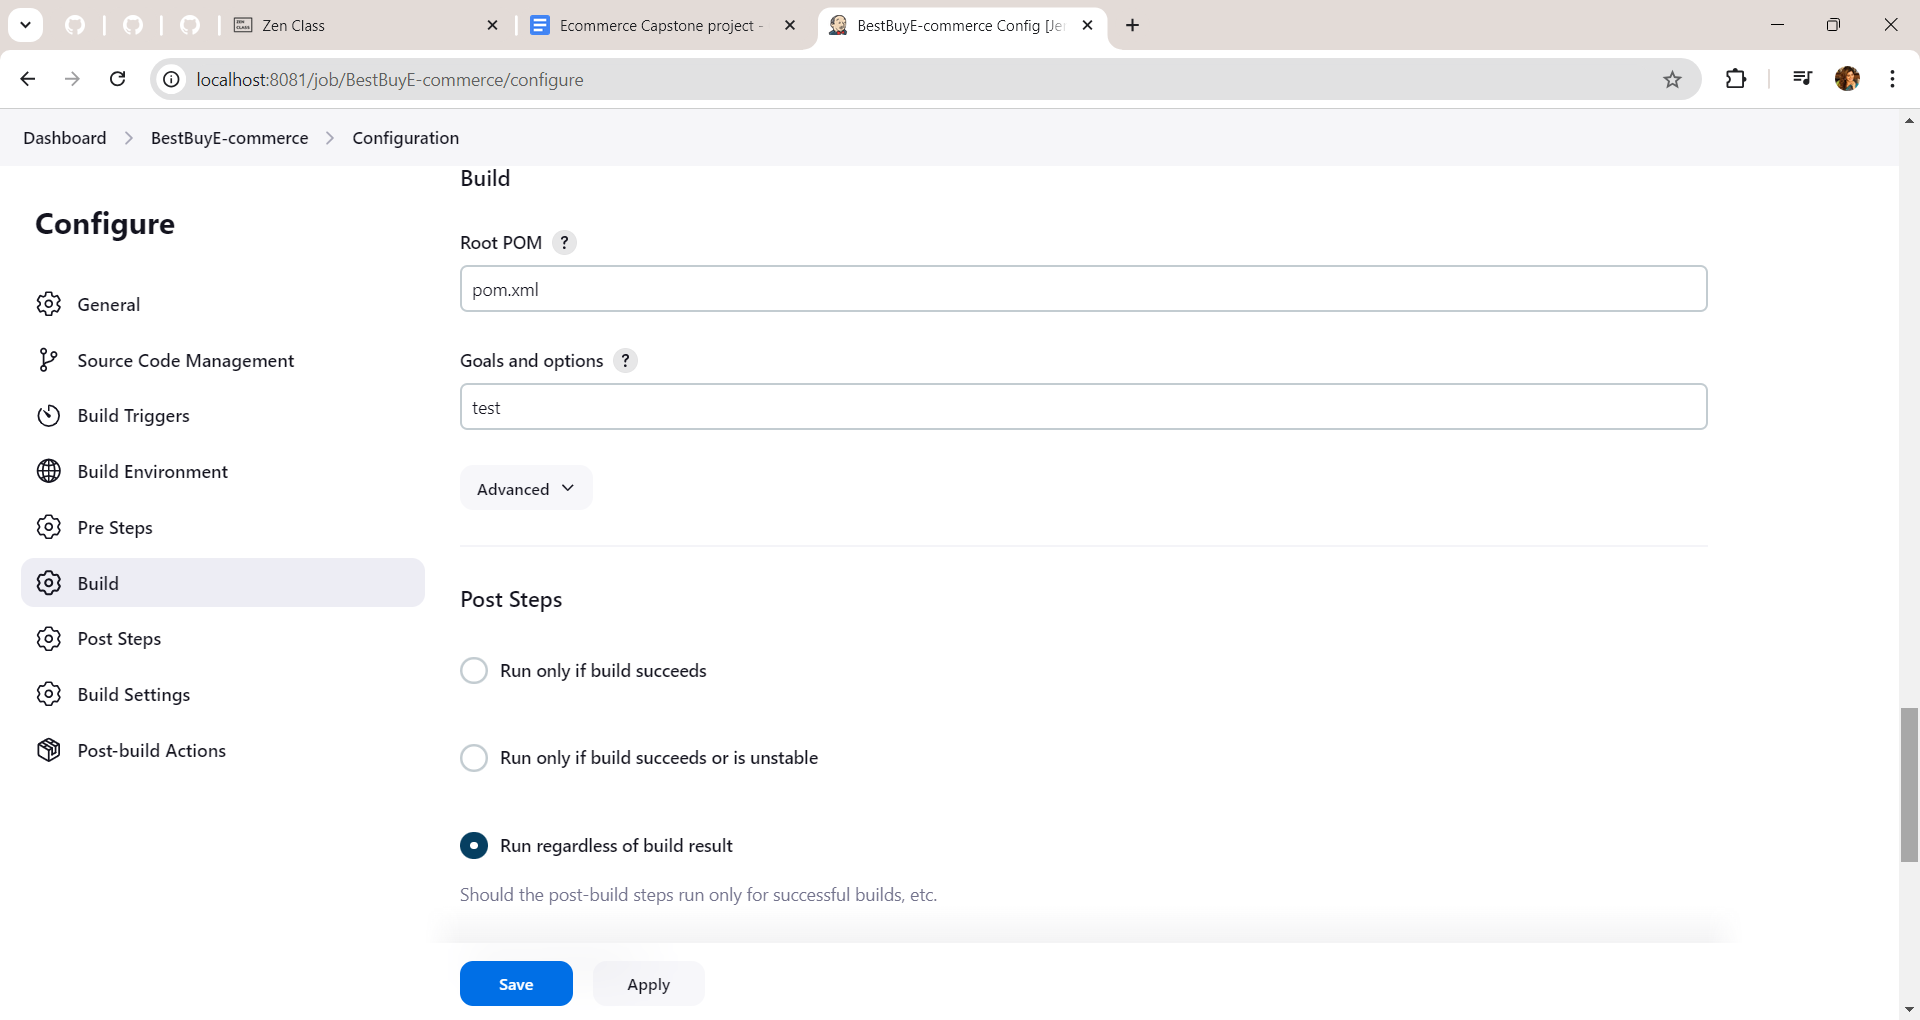 Zen Class
Ecommerce Capstone project -
BestBuyE-commerce Config [Je
localhost:8081/job/BestBuyE-commerce/configure
Dashboard
BestBuyE-commerce
Configuration
Configure
General
Source Code Management
Build Triggers
Build Environment
Pre Steps
Build
Post Steps
Build Settings
Post-build Actions
Build
Root POM ?
pom.xml
Goals and options ?
test
Advanced
Post Steps
Run only if build succeeds
Run only if build succeeds or is unstable
Run regardless of build result
Should the post-build steps run only for successful builds, etc.
Save
Apply